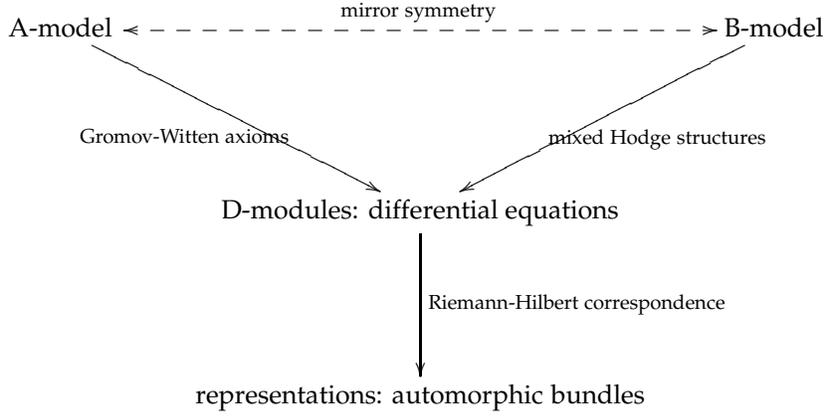 mirror symmetry
A-model B-model
Gromov-Witten axioms mixed Hodge structures
D-modules: differential equations
Riemann-Hilbert correspondence
representations: automorphic bundles